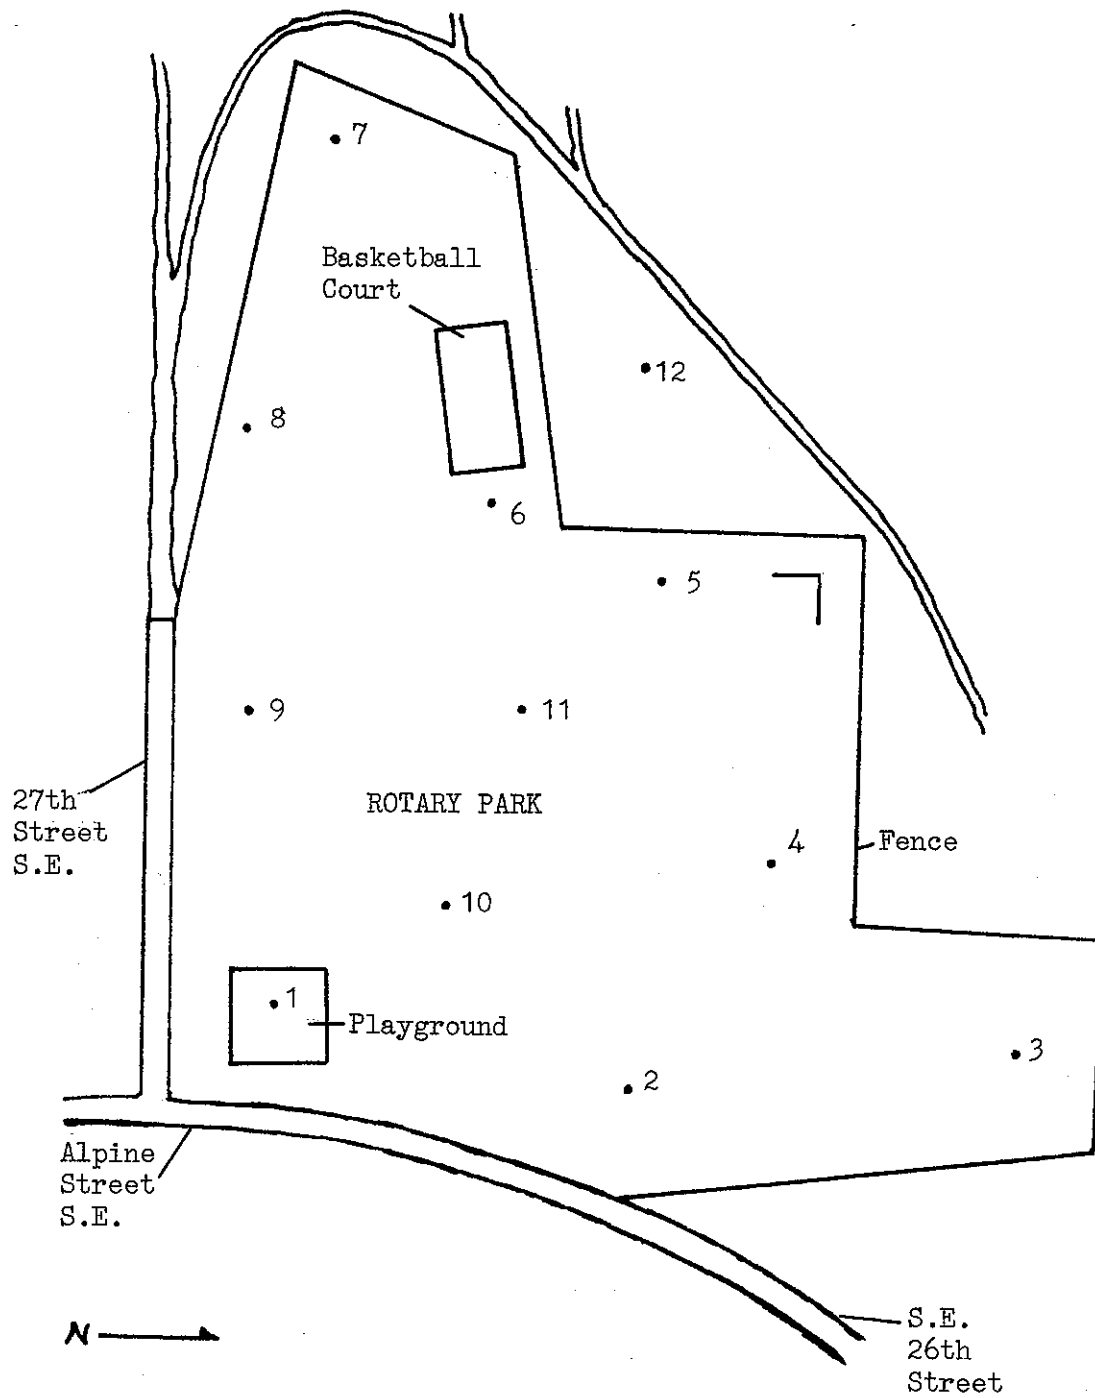 7
Basketball
Court
12
8
6
5
9
11
27th
Street
S.E.
ROTARY PARK
4
Fence
10
1
Playground
3
2
Alpine
Street
S.E.
S.E.
26th
Street
N